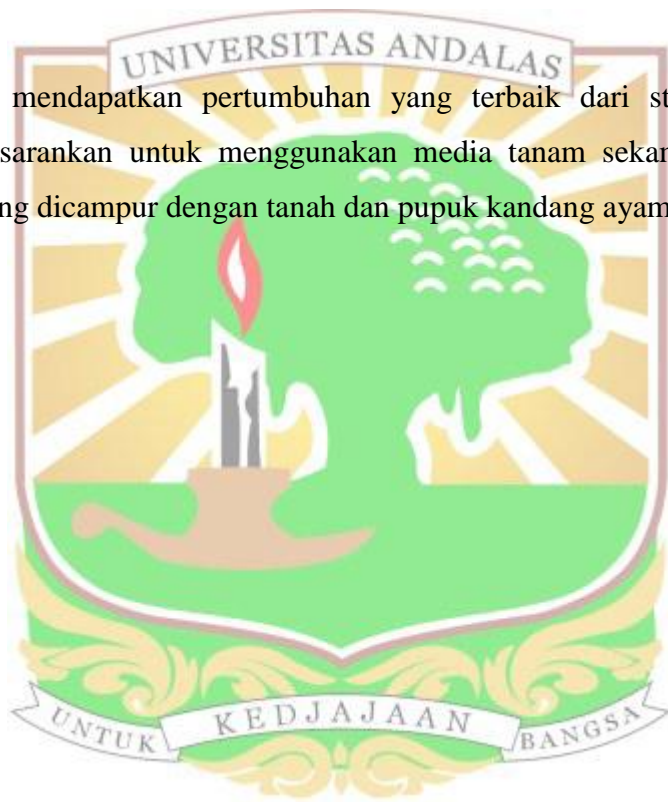 UNIVERSITAS ANDALAS
mendapatkan pertumbuhan yang terbaik dari
sarankan untuk menggunakan media tanam
dicampur dengan tanah dan pupuk kandang ayam
UNTUK KEDJAJAAN BANGSA